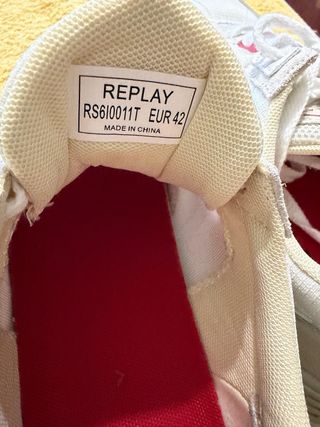 REPLAY
RS6I0011T EUR 42
MADE IN CHINA